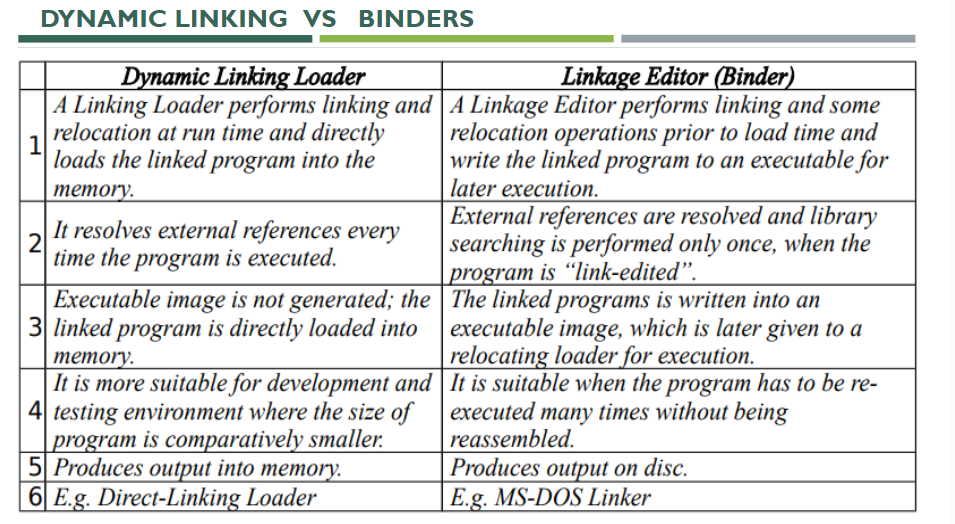 DYNAMIC LINKING VS BINDERS
Dynamic Linking Loader
Linkage Editor (Binder)
1
A Linking Loader performs linking and
relocation at run time and directly
loads the linked program into the
memory.
A Linkage Editor performs linking and some
relocation operations prior to load time and
write the linked program to an executable for
later execution.
2
It resolves external references every
time the program is executed.
External references are resolved and library
searching is performed only once, when the
program is “link-edited”.
3
Executable image is not generated; the
linked program is directly loaded into
memory.
The linked programs is written into an
executable image, which is later given to a
relocating loader for execution.
4
It is more suitable for development and
testing environment where the size of
program is comparatively smaller.
It is suitable when the program has to be re-
executed many times without being
reassembled.
5
Produces output into memory.
Produces output on disc.
6
E.g. Direct-Linking Loader
E.g. MS-DOS Linker